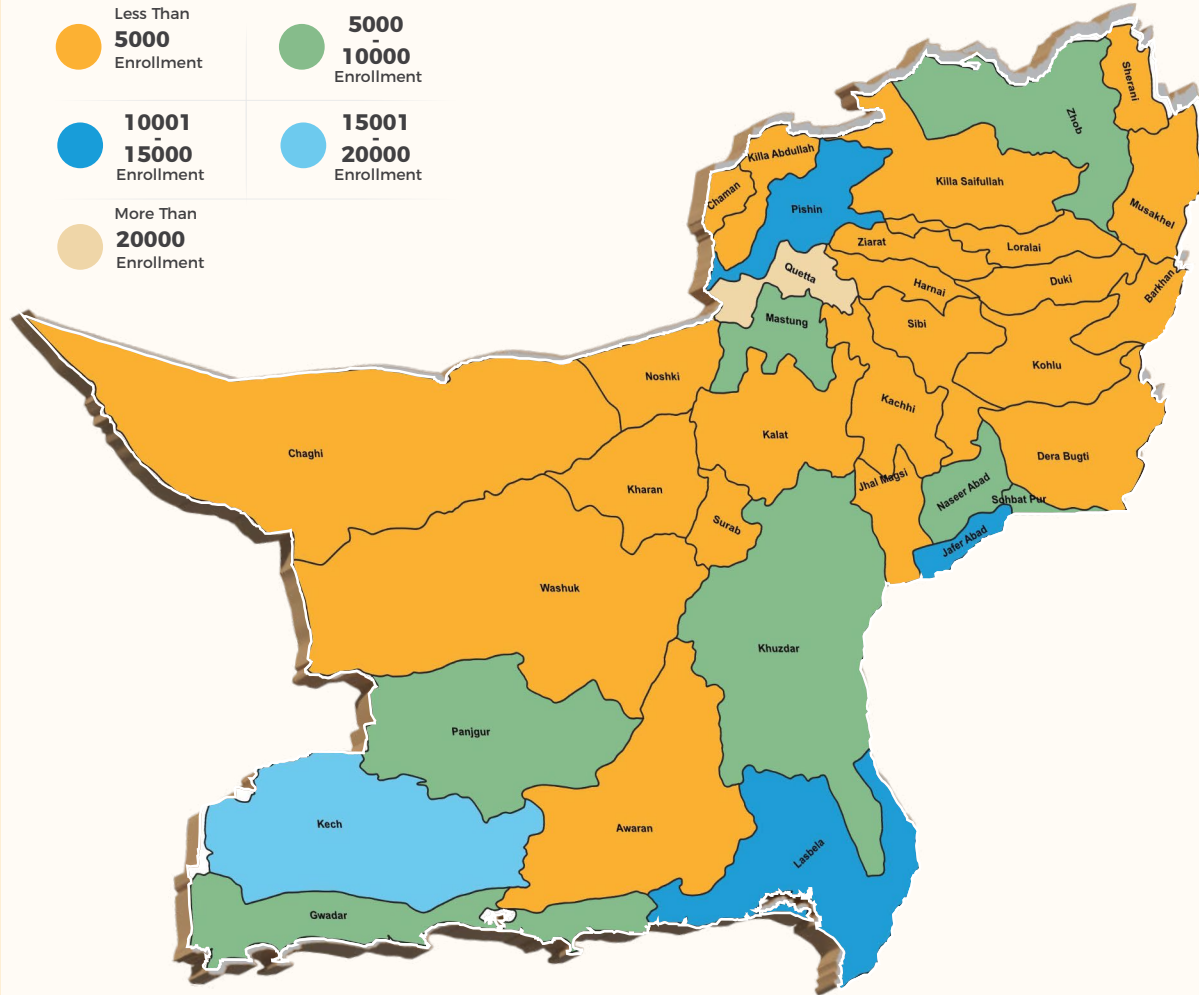 Less Than
5000
Enrollment
5000
-
10000
Enrollment
10001
-
15000
Enrollment
15001
-
20000
Enrollment
More Than
20000
Enrollment
Sherani
Zhob
Killa Abdullah
Chaman
Killa Saifullah
Pishin
Musakhel
Ziarat
Loralai
Quetta
Harnai
Duki
Barkhan
Mastung
Sibi
Kohlu
Noshki
Kachhi
Kalat
Chaghi
Dera Bugti
Jhal Magsi
Kharan
Naseer Abad
Sohbat Pur
Surab
Jafer Abad
Washuk
Khuzdar
Panjgur
Kech
Awaran
Lasbela
Gwadar